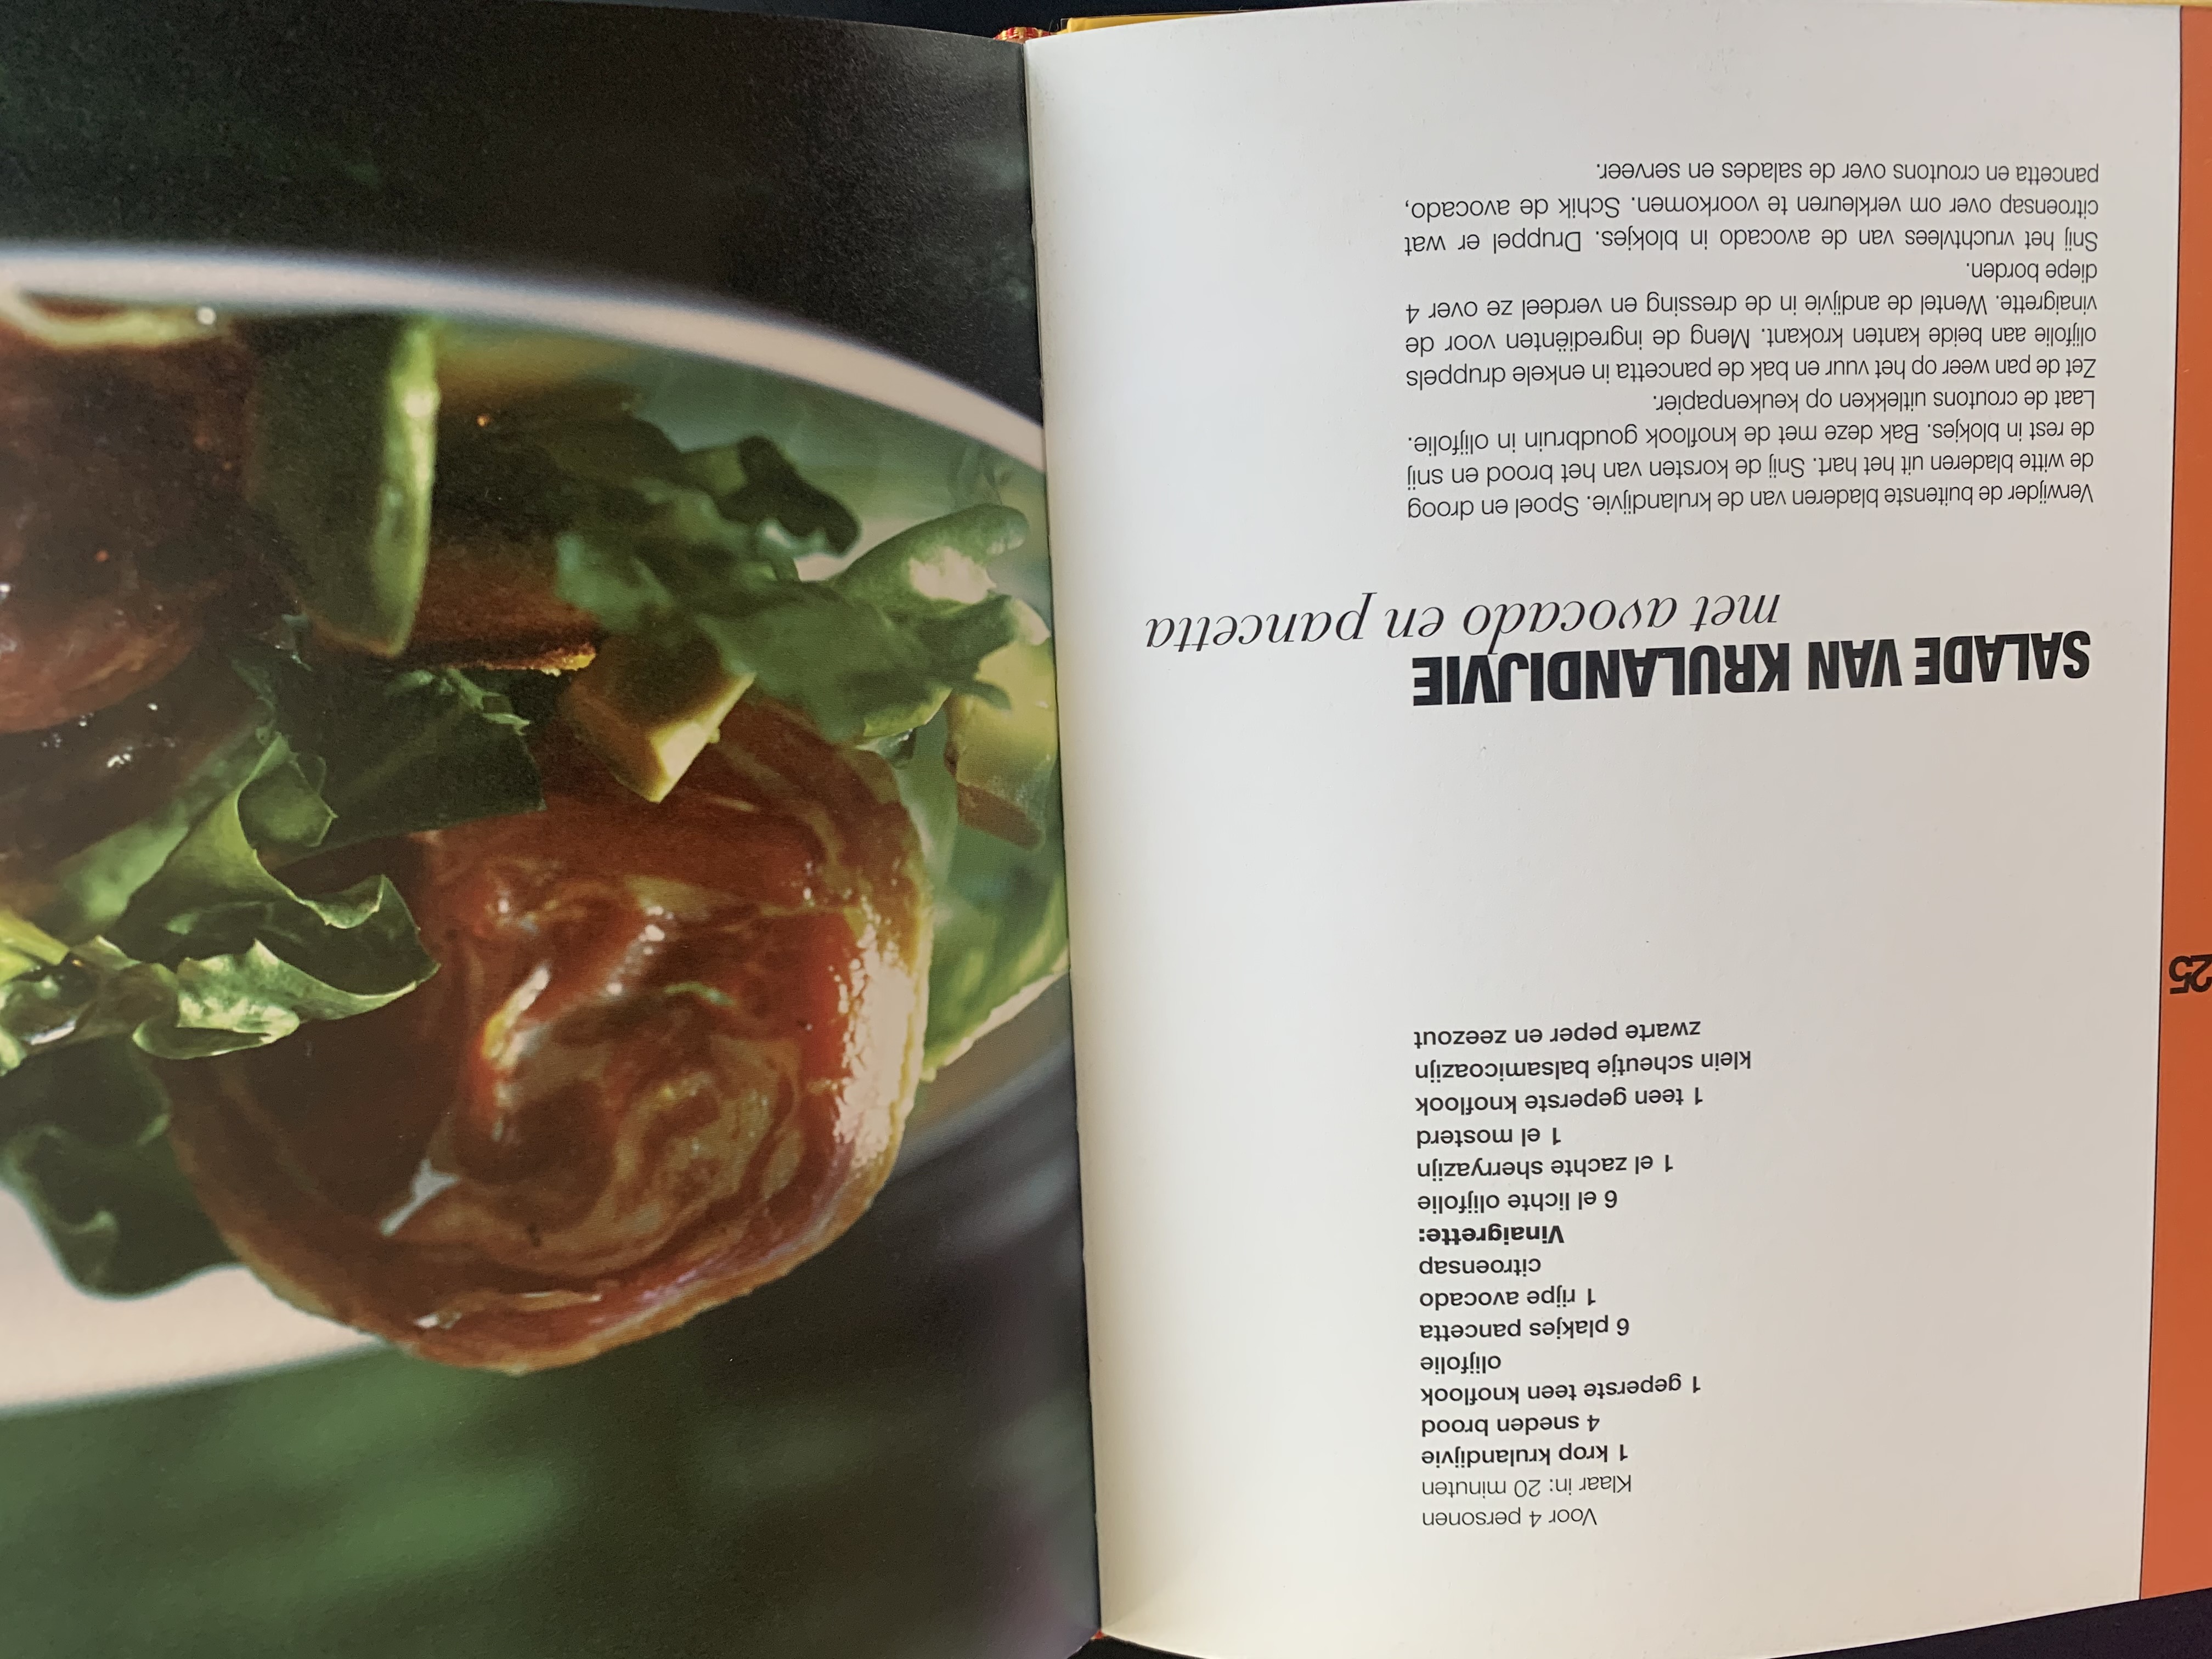 Voor 4 personen
Klaar in: 20 minuten
1 krop krulandijvie
4 sneden brood
1 geperste teen knoflook
olijfolie
6 plakjes pancetta
1 rijpe avocado
citroensap
Vinaigrette:
6 el lichte olijfolie
1 el zachte sherryazijn
1 el mosterd
1 teen geperste knoflook
klein scheutje balsamicoazijn
zwarte peper en zeezout
25
SALADE VAN KRULANDIJVIE
met avocado en pancetta
Verwijder de buitenste bladeren van de krulandijvie. Spoel en droog
de witte bladeren uit het hart. Snij de korsten van het brood en snij
de rest in blokjes. Bak deze met de knoflook goudbruin in olijfolie.
Laat de croutons uitlekken op keukenpapier.
Zet de pan weer op het vuur en bak de pancetta in enkele druppels
olijfolie aan beide kanten krokant. Meng de ingrediënten voor de
vinaigrette. Wentel de andijvie in de dressing en verdeel ze over 4
diepe borden.
Snij het vruchtvlees van de avocado in blokjes. Druppel er wat
citroensap over om verkleuren te voorkomen. Schik de avocado,
pancetta en croutons over de salades en serveer.